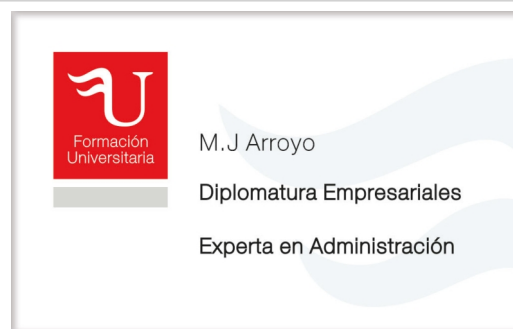 U
Formación
Universitaria
M.J Arroyo
Diplomatura Empresariales
Experta en Administración